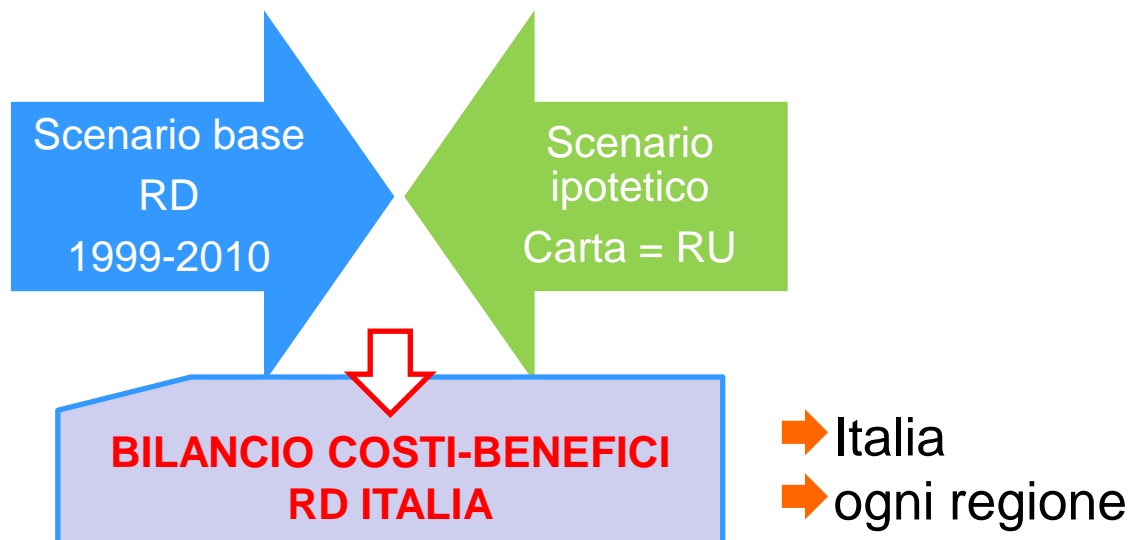 Scenario base
RD
1999-2010
Scenario
ipotetico
Carta = RU
BILANCIO COSTI-BENEFICI
RD ITALIA
Italia
ogni regione